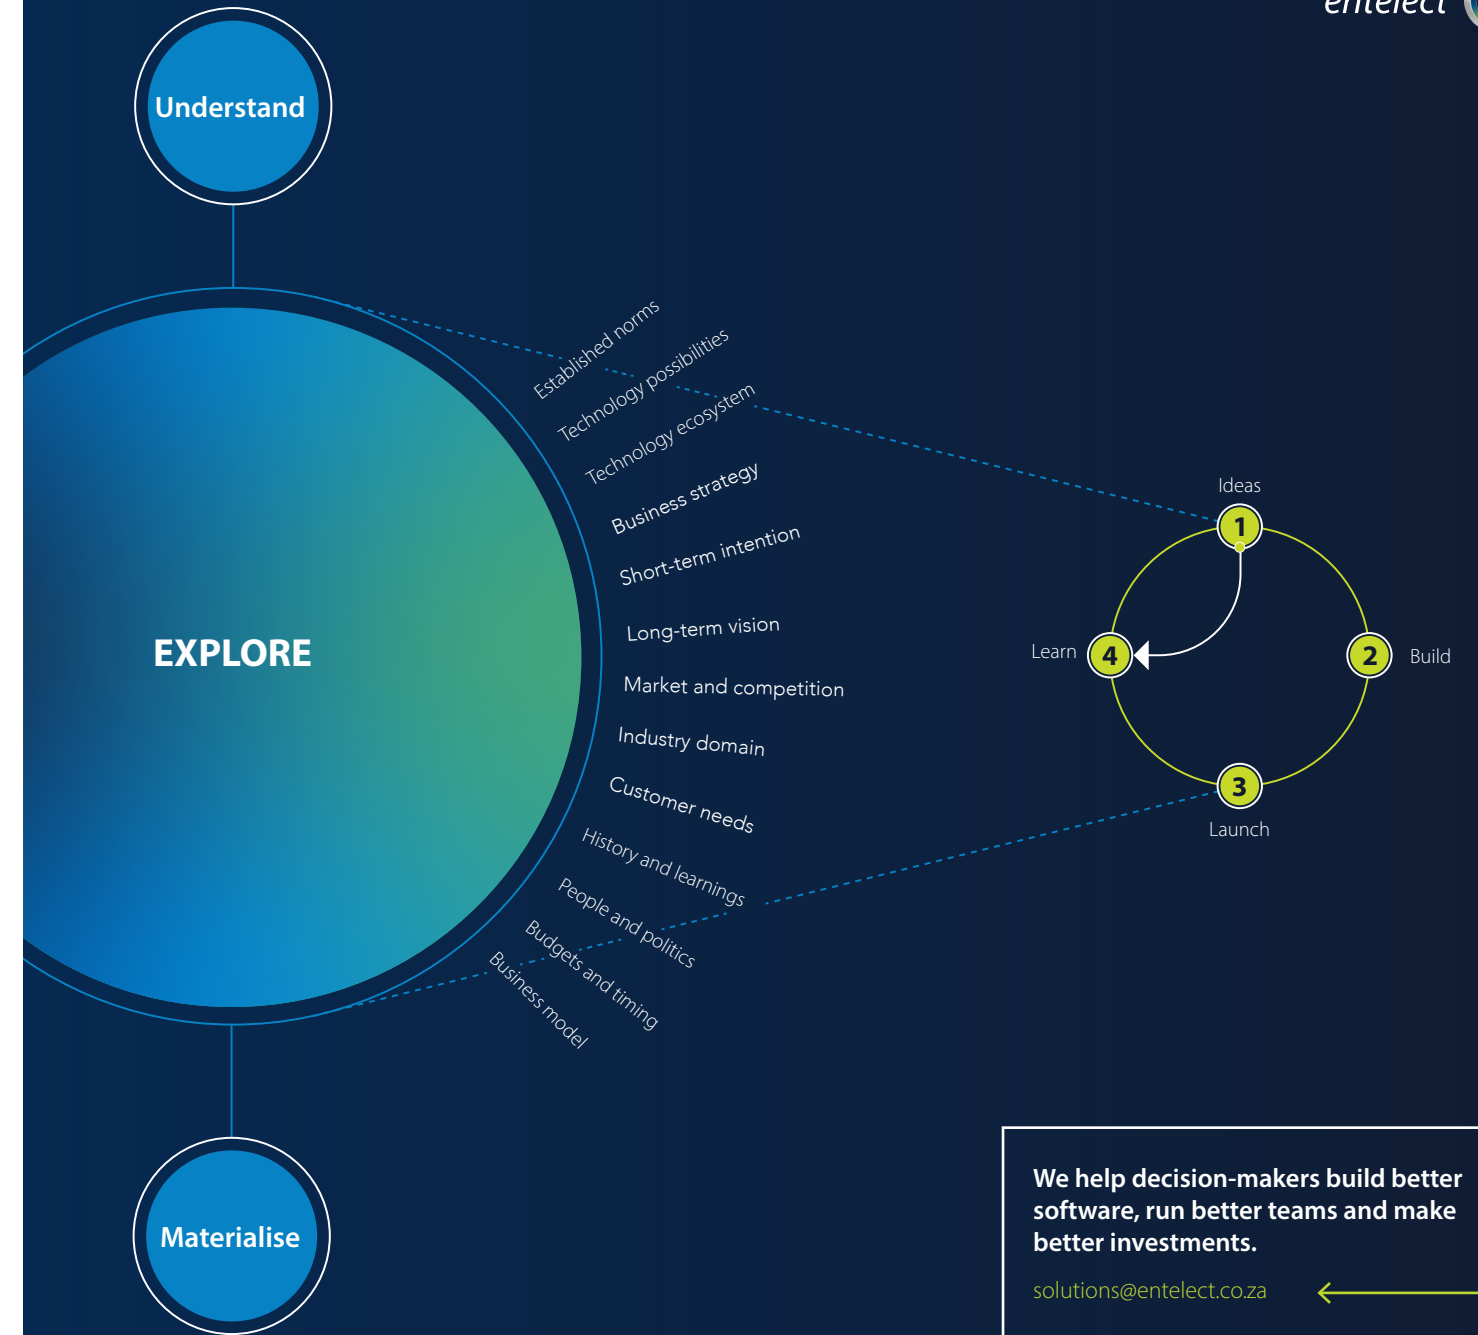 entelect
Understand
Established norms
Technology possibilities
Technology ecosystem
Business strategy
Short-term intention
Long-term vision
Market and competition
Industry domain
Customer needs
History and learnings
People and politics
Budgets and timing
Business model
EXPLORE
Ideas
1
Learn
4
2
Build
3
Launch
Materialise
We help decision-makers build better
software, run better teams and make
better investments.
solutions@entelect.co.za